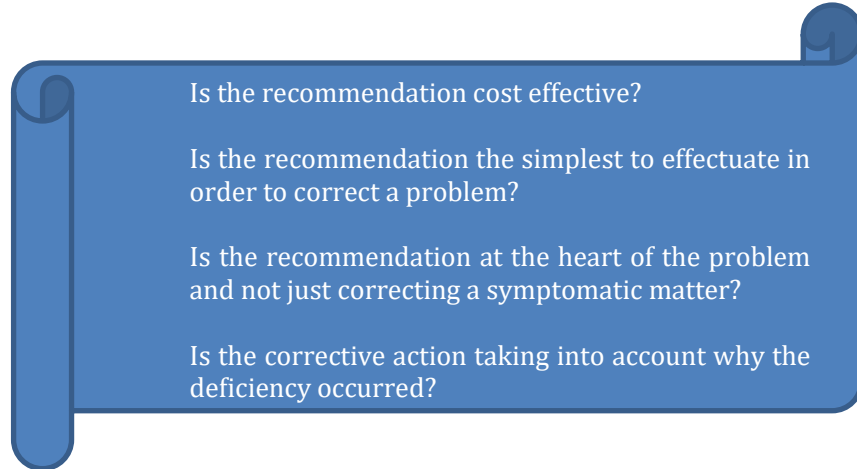 Is the recommendation cost effective?
Is the recommendation the simplest to effectuate in
order to correct a problem?
Is the recommendation at the heart of the problem
and not just correcting a symptomatic matter?
Is the corrective action taking into account why the
deficiency occurred?